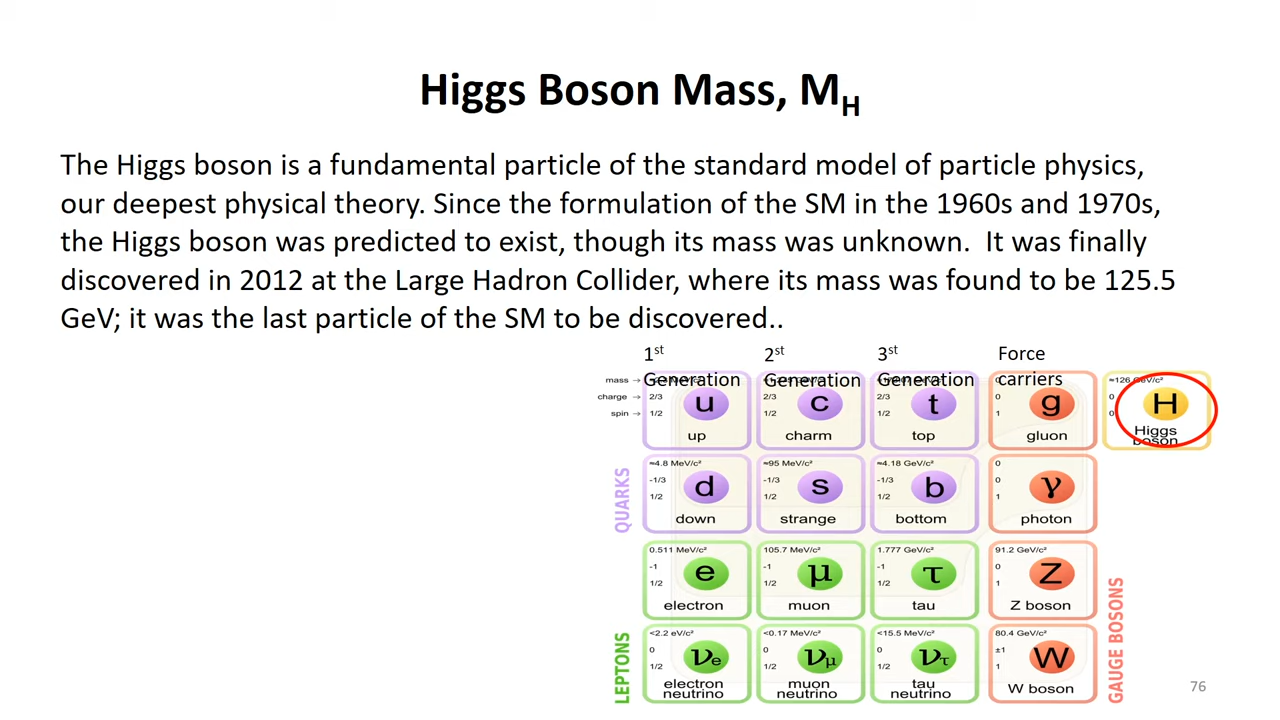 Higgs Boson Mass, M_H
The Higgs boson is a fundamental particle of the standard model of particle physics,
our deepest physical theory. Since the formulation of the SM in the 1960s and 1970s,
the Higgs boson was predicted to exist, though its mass was unknown.  It was finally
discovered in 2012 at the Large Hadron Collider, where its mass was found to be 125.5
GeV; it was the last particle of the SM to be discovered..
1st Generation
2nd Generation
3rd Generation
Force carriers
mass →
charge →
spin →
2/3
1/2
u
up
2/3
1/2
c
charm
2/3
1/2
t
top
0
1
g
gluon
≈126 GeV/c²
0
0
H
Higgs
boson
QUARKS
≈4.8 MeV/c²
-1/3
1/2
d
down
≈95 MeV/c²
-1/3
1/2
s
strange
≈4.18 GeV/c²
-1/3
1/2
b
bottom
0
0
1
γ
photon
0.511 MeV/c²
-1
1/2
e
electron
105.7 MeV/c²
-1
1/2
μ
muon
1.777 GeV/c²
-1
1/2
τ
tau
91.2 GeV/c²
0
1
Z
Z boson
LEPTONS
<2.2 eV/c²
0
1/2
νe
electron
neutrino
<0.17 MeV/c²
0
1/2
νμ
muon
neutrino
<15.5 MeV/c²
0
1/2
ντ
tau
neutrino
80.4 GeV/c²
±1
1
W
W boson
GAUGE BOSONS
76